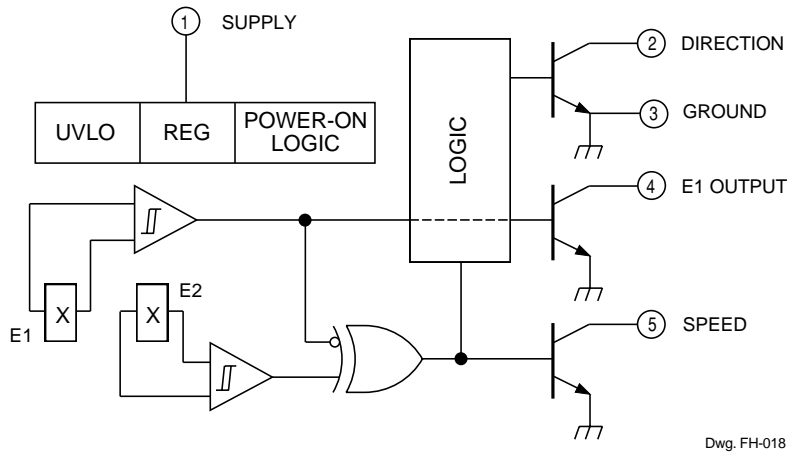 1 SUPPLY
2 DIRECTION
UVLO
REG
POWER-ON
LOGIC
LOGIC
3 GROUND
4 E1 OUTPUT
X
E1
X
E2
5 SPEED
Dwg. FH-018